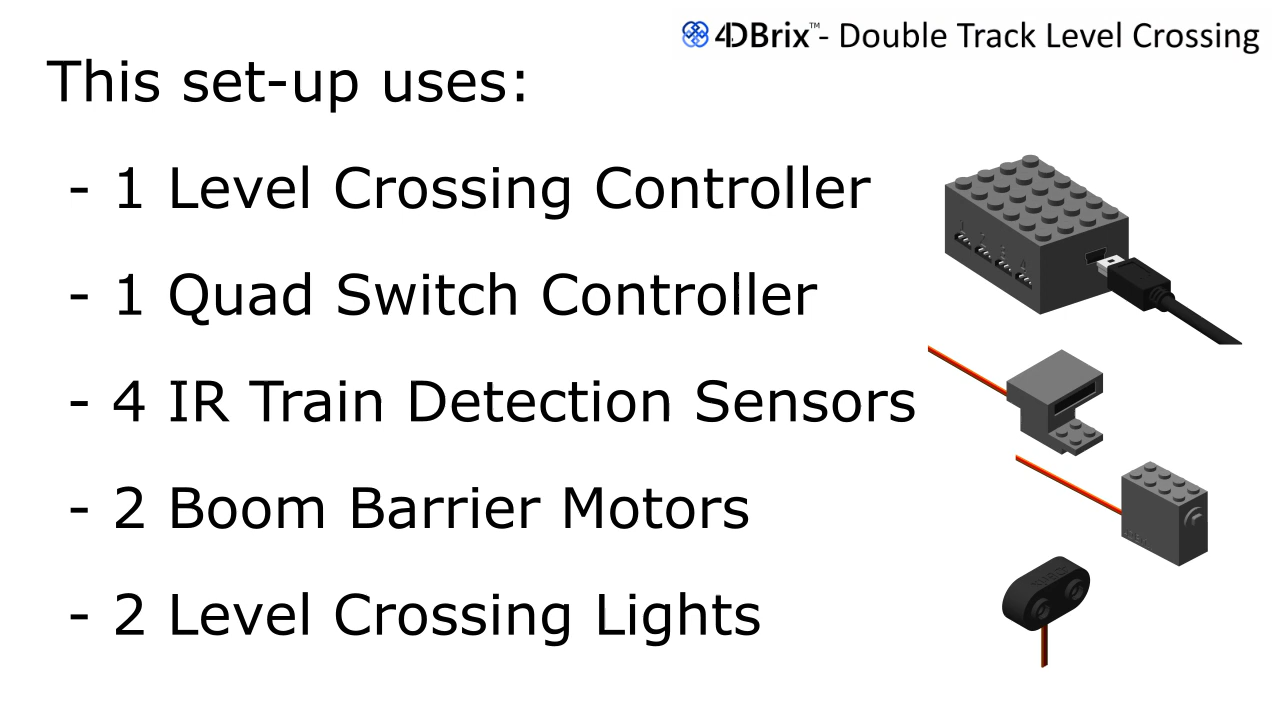 4DBrix™ - Double Track Level Crossing
This set-up uses:
- 1 Level Crossing Controller
- 1 Quad Switch Controller
- 4 IR Train Detection Sensors
- 2 Boom Barrier Motors
- 2 Level Crossing Lights